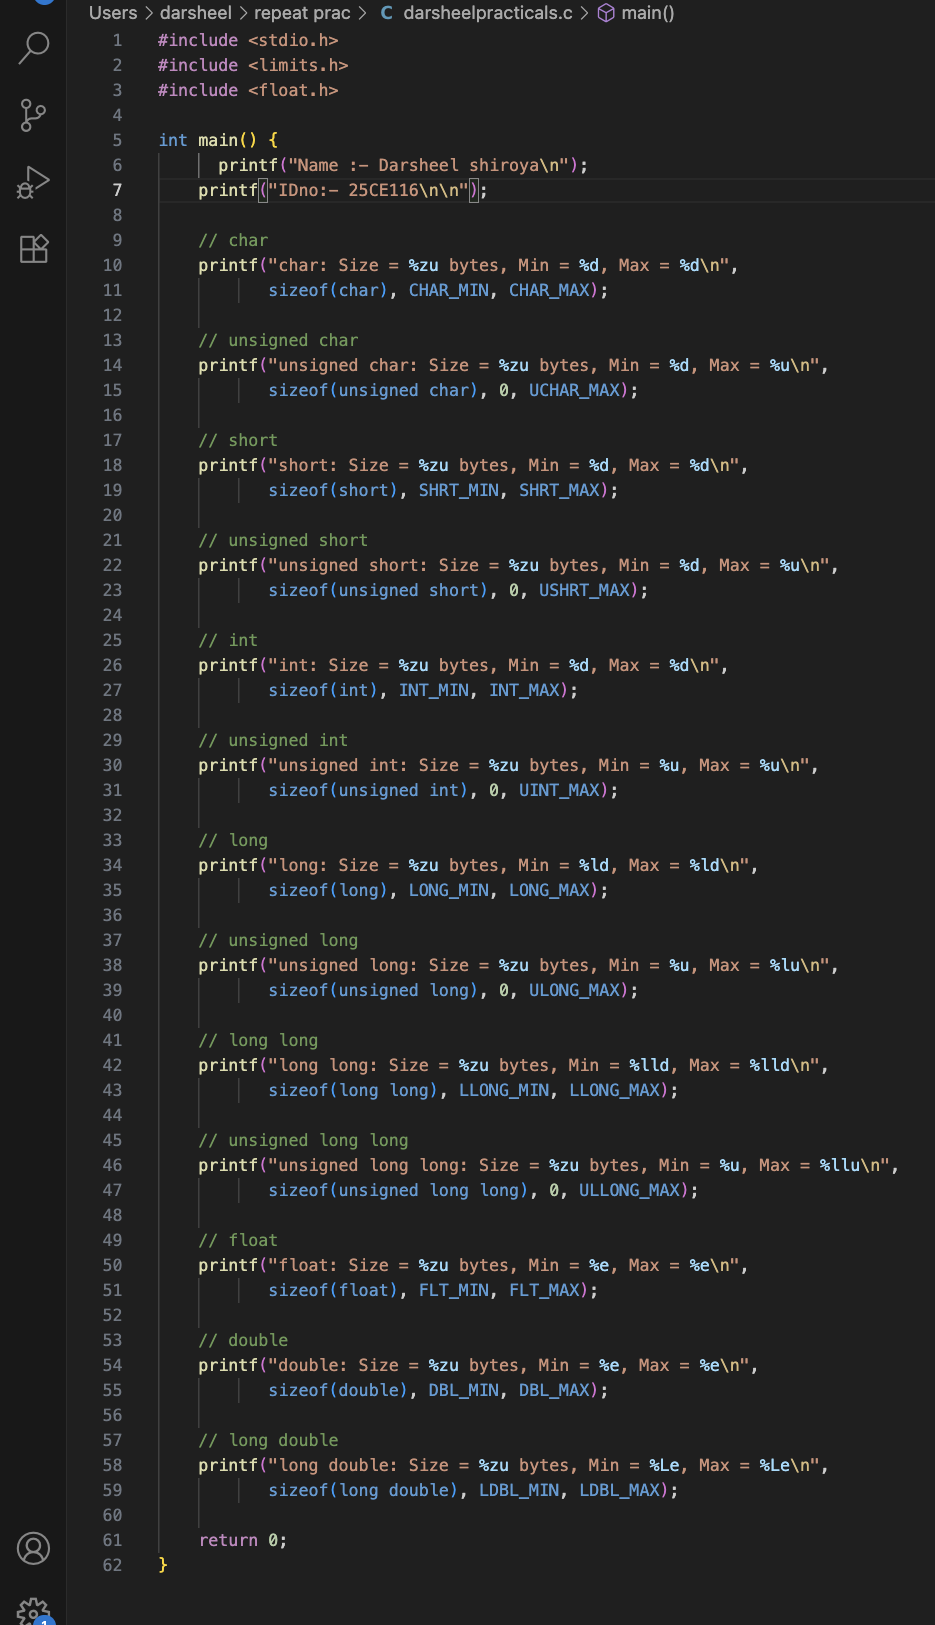 Users > darsheel > repeat prac > C darsheelpracticals.c > main()
1 #include <stdio.h>
2 #include <limits.h>
3 #include <float.h>
4
5 int main() {
6 printf("Name :- Darsheel shiroya\n");
7 printf("IDno:- 25CE116\n\n");
8
9 // char
10 printf("char: Size = %zu bytes, Min = %d, Max = %d\n",
11 sizeof(char), CHAR_MIN, CHAR_MAX);
12
13 // unsigned char
14 printf("unsigned char: Size = %zu bytes, Min = %d, Max = %u\n",
15 sizeof(unsigned char), 0, UCHAR_MAX);
16
17 // short
18 printf("short: Size = %zu bytes, Min = %d, Max = %d\n",
19 sizeof(short), SHRT_MIN, SHRT_MAX);
20
21 // unsigned short
22 printf("unsigned short: Size = %zu bytes, Min = %d, Max = %u\n",
23 sizeof(unsigned short), 0, USHRT_MAX);
24
25 // int
26 printf("int: Size = %zu bytes, Min = %d, Max = %d\n",
27 sizeof(int), INT_MIN, INT_MAX);
28
29 // unsigned int
30 printf("unsigned int: Size = %zu bytes, Min = %u, Max = %u\n",
31 sizeof(unsigned int), 0, UINT_MAX);
32
33 // long
34 printf("long: Size = %zu bytes, Min = %ld, Max = %ld\n",
35 sizeof(long), LONG_MIN, LONG_MAX);
36
37 // unsigned long
38 printf("unsigned long: Size = %zu bytes, Min = %u, Max = %lu\n",
39 sizeof(unsigned long), 0, ULONG_MAX);
40
41 // long long
42 printf("long long: Size = %zu bytes, Min = %lld, Max = %lld\n",
43 sizeof(long long), LLONG_MIN, LLONG_MAX);
44
45 // unsigned long long
46 printf("unsigned long long: Size = %zu bytes, Min = %u, Max = %llu\n",
47 sizeof(unsigned long long), 0, ULLONG_MAX);
48
49 // float
50 printf("float: Size = %zu bytes, Min = %e, Max = %e\n",
51 sizeof(float), FLT_MIN, FLT_MAX);
52
53 // double
54 printf("double: Size = %zu bytes, Min = %e, Max = %e\n",
55 sizeof(double), DBL_MIN, DBL_MAX);
56
57 // long double
58 printf("long double: Size = %zu bytes, Min = %Le, Max = %Le\n",
59 sizeof(long double), LDBL_MIN, LDBL_MAX);
60
61 return 0;
62 }
1